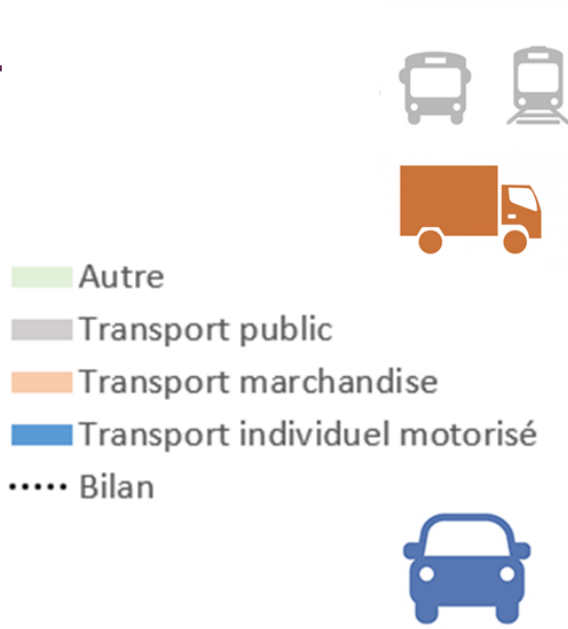 Autre
Transport public
Transport marchandise
Transport individuel motorisé
Bilan